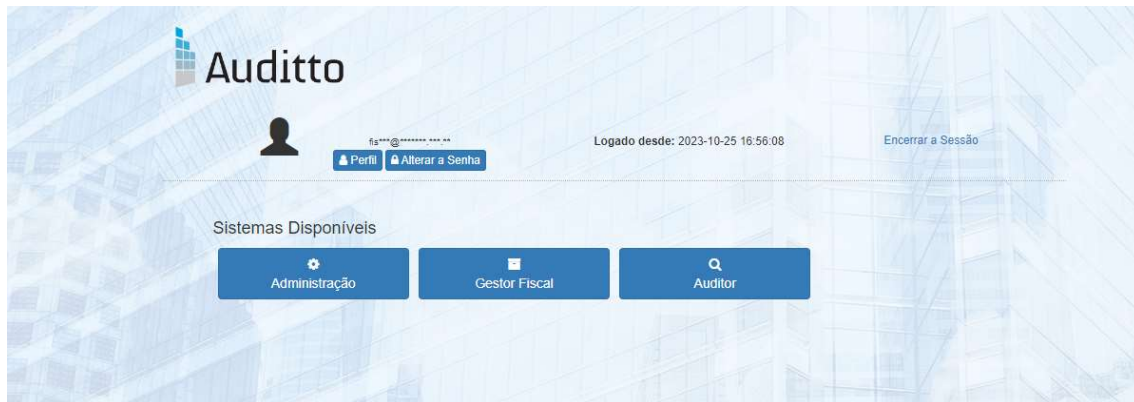 Auditto
fis***@*******.***.**
Logado desde: 2023-10-25 16:56:08
Encerrar a Sessão
Perfil
Alterar a Senha
Sistemas Disponíveis
Administração
Gestor Fiscal
Auditor